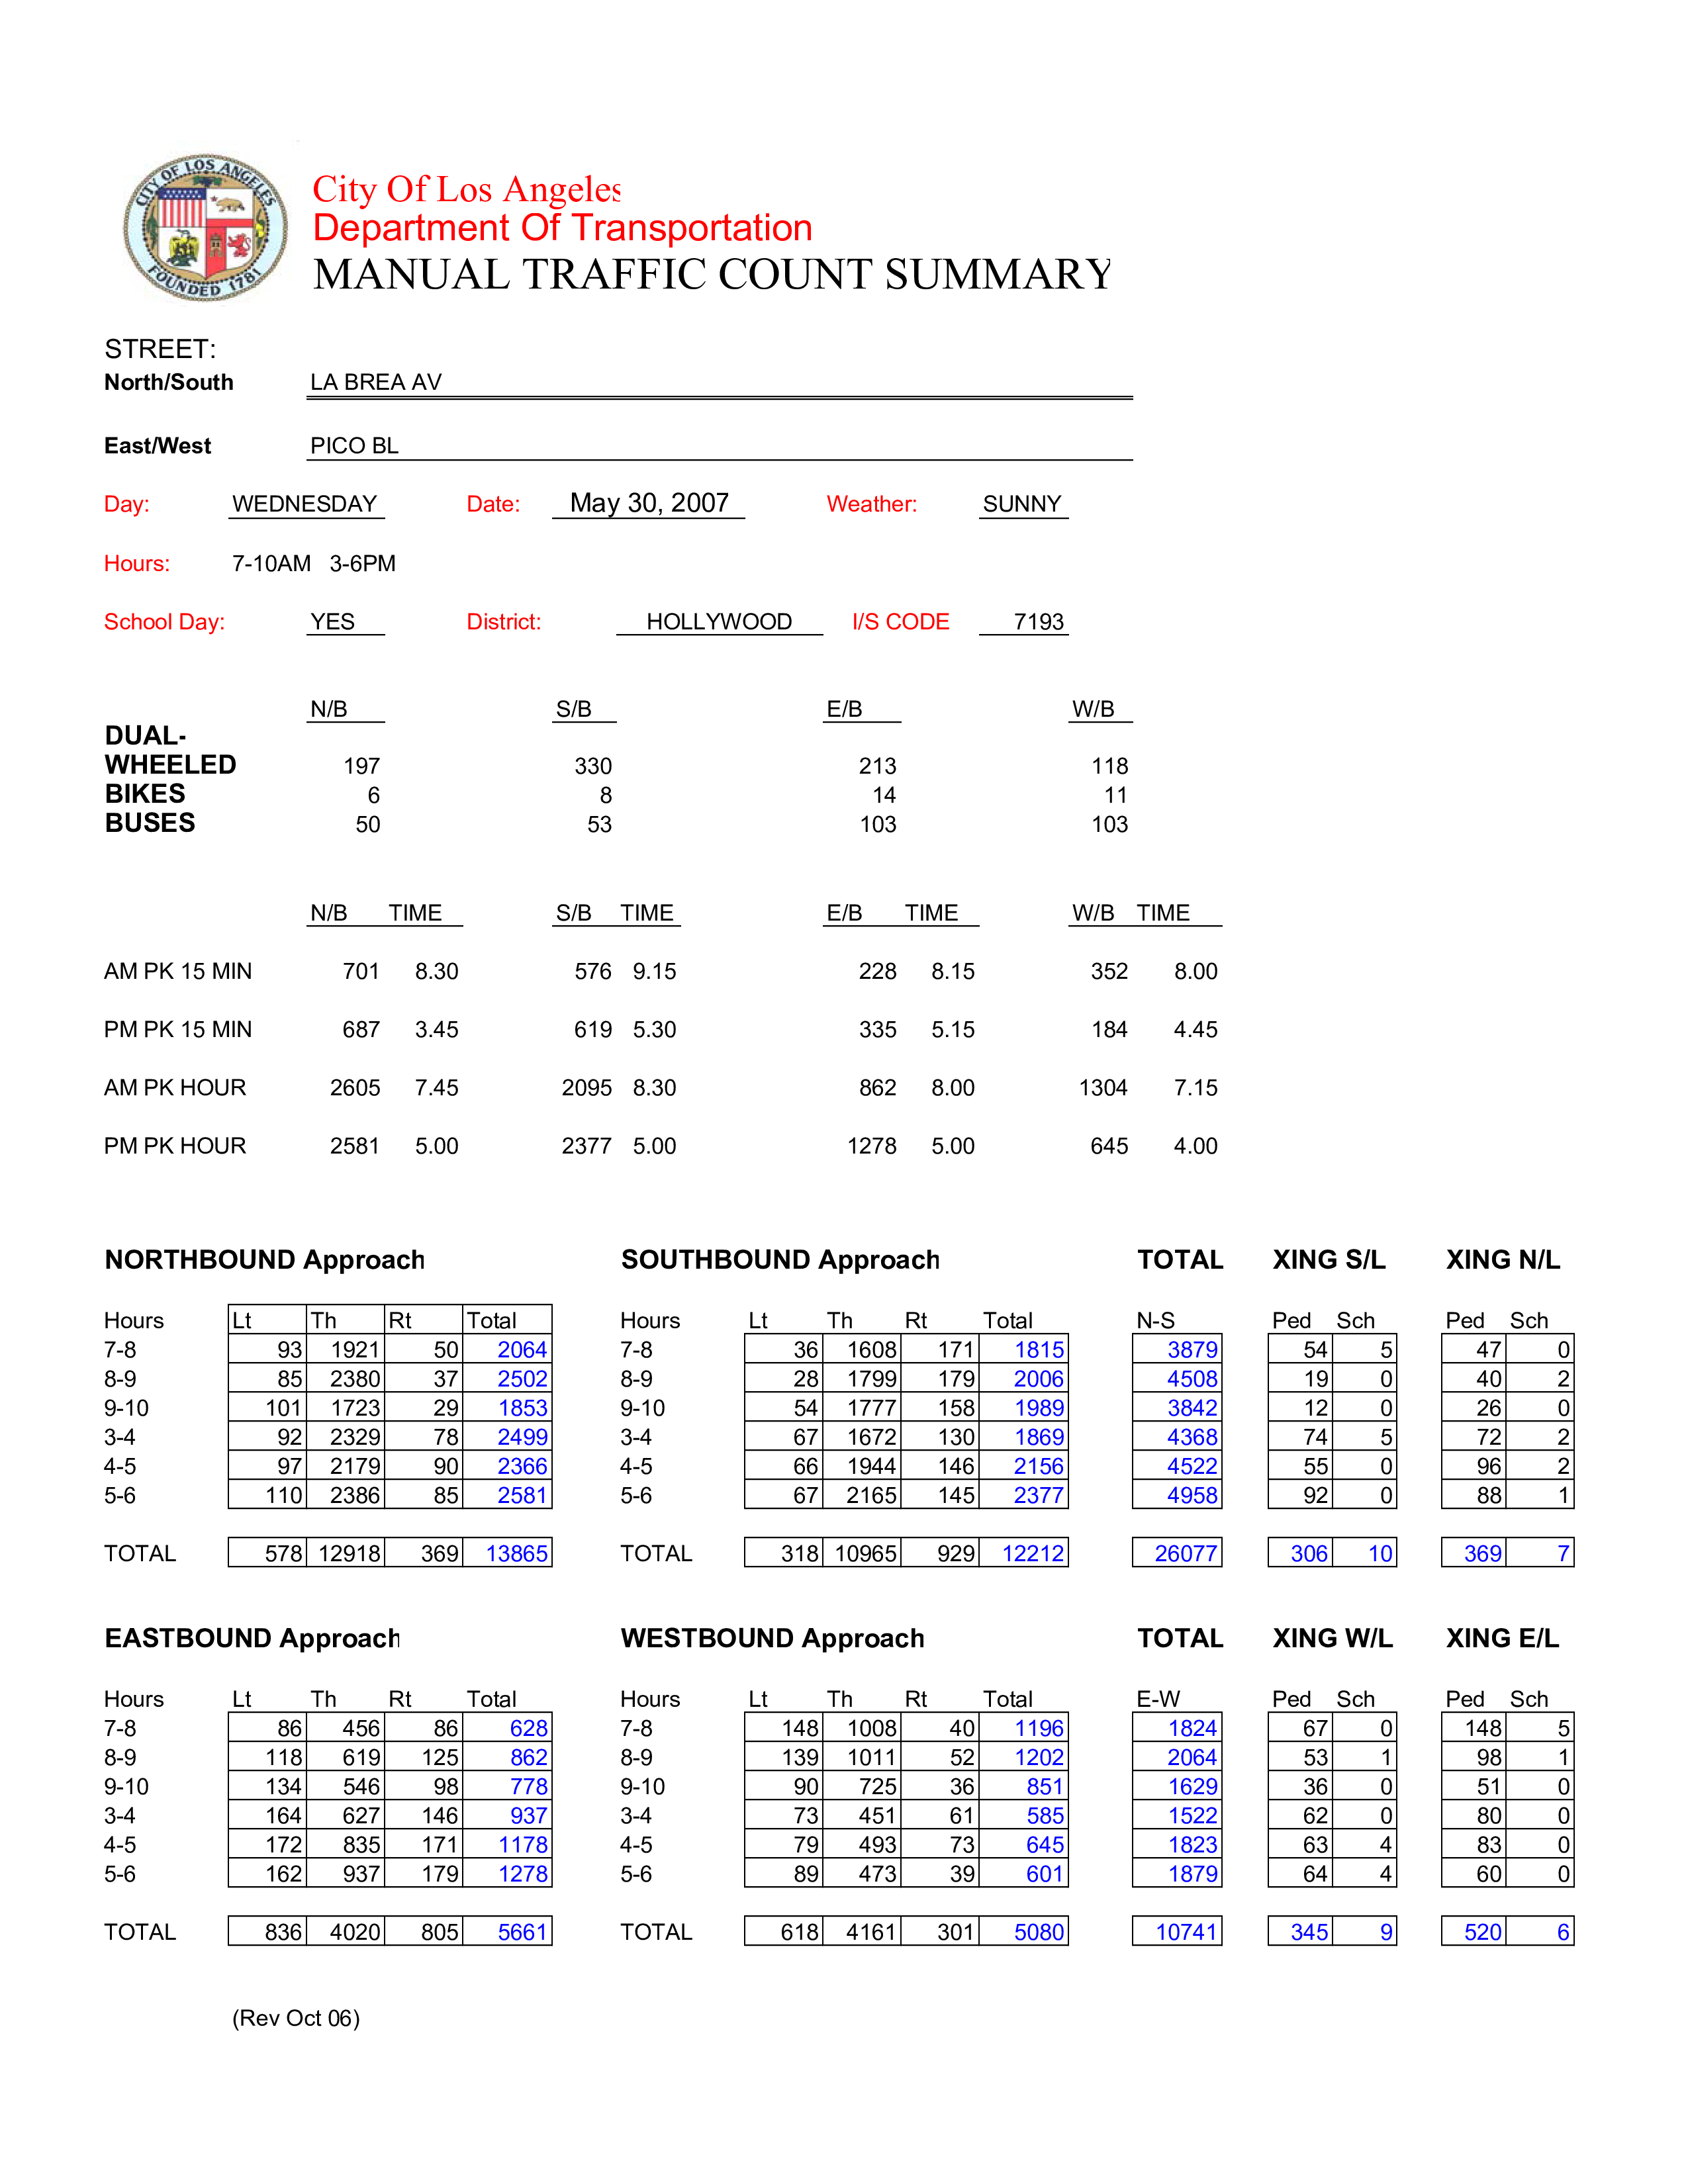 CITY OF LOS ANGELES
FOUNDED 1781
City Of Los Angeles
Department Of Transportation
MANUAL TRAFFIC COUNT SUMMARY
STREET:
North/South LA BREA AV
East/West PICO BL
Day: WEDNESDAY Date: May 30, 2007 Weather: SUNNY
Hours: 7-10AM 3-6PM
School Day: YES District: HOLLYWOOD I/S CODE 7193
N/B S/B E/B W/B
DUAL-
WHEELED 197 330 213 118
BIKES 6 8 14 11
BUSES 50 53 103 103
N/B TIME S/B TIME E/B TIME W/B TIME
AM PK 15 MIN 701 8.30 576 9.15 228 8.15 352 8.00
PM PK 15 MIN 687 3.45 619 5.30 335 5.15 184 4.45
AM PK HOUR 2605 7.45 2095 8.30 862 8.00 1304 7.15
PM PK HOUR 2581 5.00 2377 5.00 1278 5.00 645 4.00
NORTHBOUND Approach SOUTHBOUND Approach TOTAL XING S/L XING N/L
Hours Lt Th Rt Total Hours Lt Th Rt Total N-S Ped Sch Ped Sch
7-8 93 1921 50 2064 7-8 36 1608 171 1815 3879 54 5 47 0
8-9 85 2380 37 2502 8-9 28 1799 179 2006 4508 19 0 40 2
9-10 101 1723 29 1853 9-10 54 1777 158 1989 3842 12 0 26 0
3-4 92 2329 78 2499 3-4 67 1672 130 1869 4368 74 5 72 2
4-5 97 2179 90 2366 4-5 66 1944 146 2156 4522 55 0 96 2
5-6 110 2386 85 2581 5-6 67 2165 145 2377 4958 92 0 88 1
TOTAL 578 12918 369 13865 TOTAL 318 10965 929 12212 26077 306 10 369 7
EASTBOUND Approach WESTBOUND Approach TOTAL XING W/L XING E/L
Hours Lt Th Rt Total Hours Lt Th Rt Total E-W Ped Sch Ped Sch
7-8 86 456 86 628 7-8 148 1008 40 1196 1824 67 0 148 5
8-9 118 619 125 862 8-9 139 1011 52 1202 2064 53 1 98 1
9-10 134 546 98 778 9-10 90 725 36 851 1629 36 0 51 0
3-4 164 627 146 937 3-4 73 451 61 585 1522 62 0 80 0
4-5 172 835 171 1178 4-5 79 493 73 645 1823 63 4 83 0
5-6 162 937 179 1278 5-6 89 473 39 601 1879 64 4 60 0
TOTAL 836 4020 805 5661 TOTAL 618 4161 301 5080 10741 345 9 520 6
(Rev Oct 06)